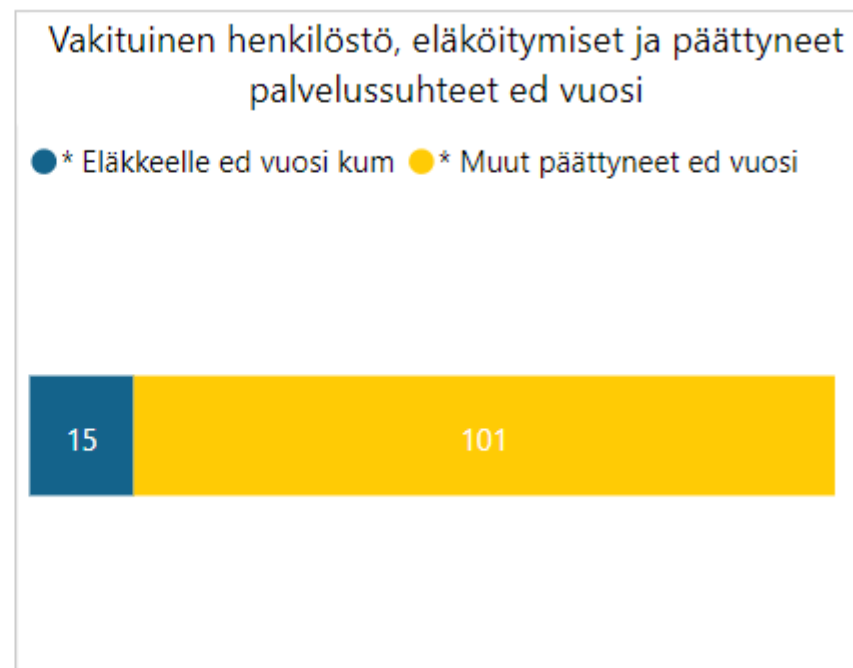 Vakituinen henkilöstö, eläköitymiset ja päättyneet
palvelussuhteet ed vuosi
* Eläkkeelle ed vuosi kum * Muut päättyneet ed vuosi
15 101